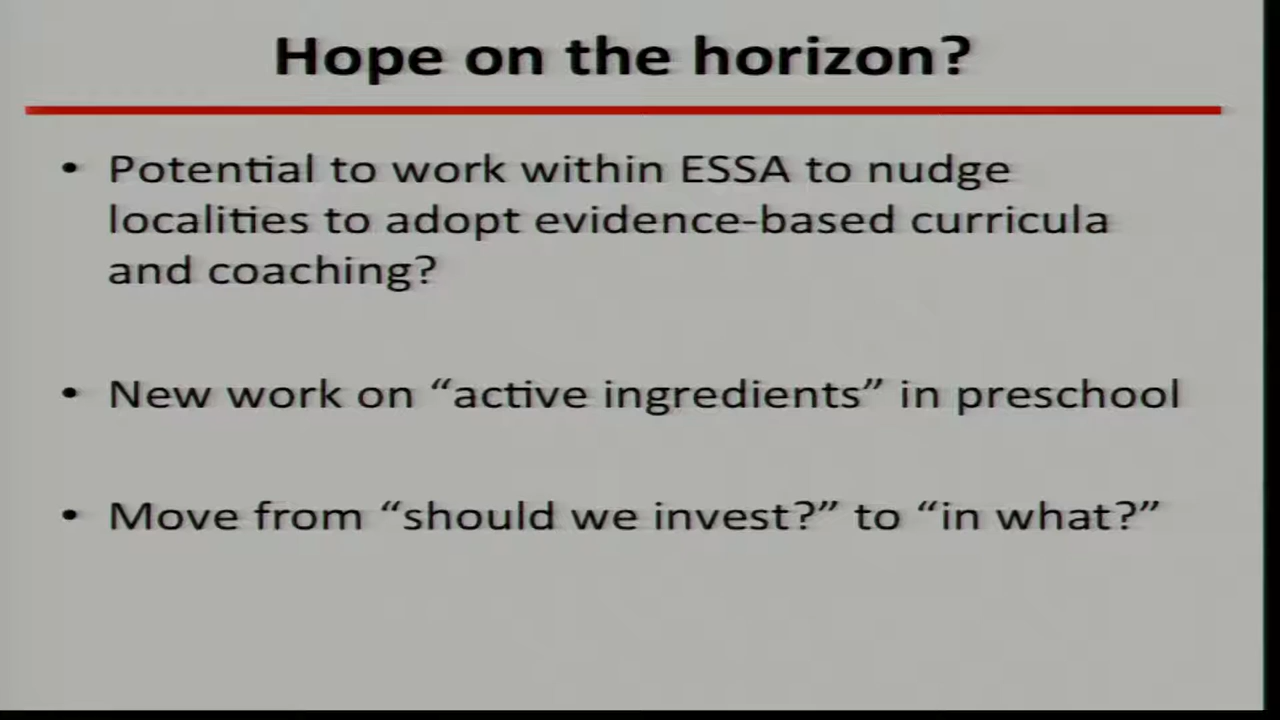 Hope on the horizon?
• Potential to work within ESSA to nudge
localities to adopt evidence-based curricula
and coaching?
• New work on “active ingredients” in preschool
• Move from “should we invest?” to “in what?”